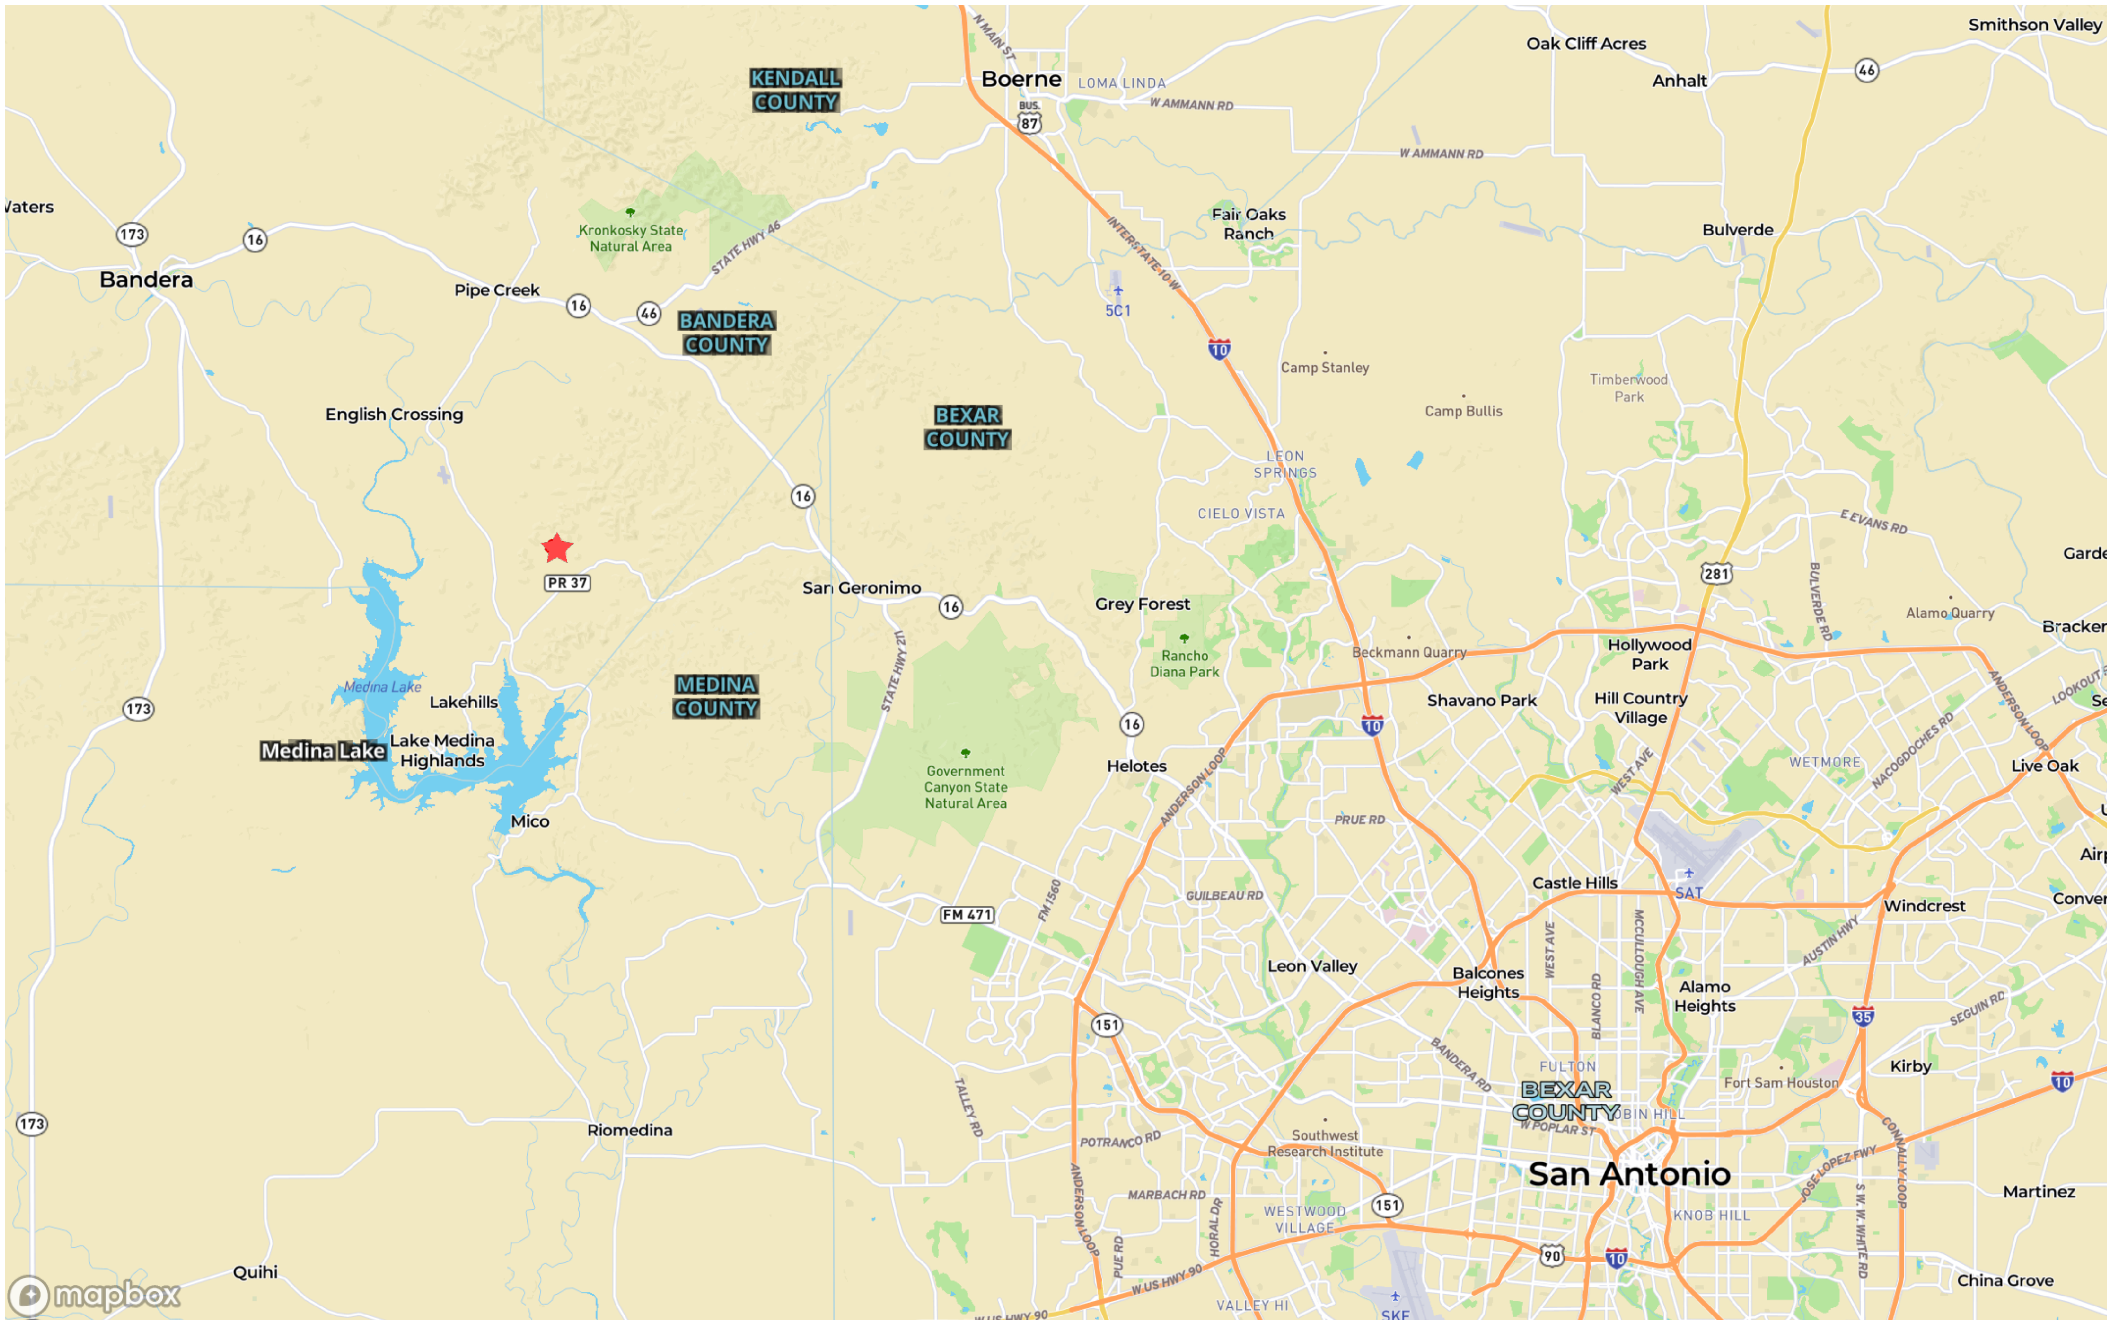 Smithson Valley
N MAIN ST
Oak Cliff Acres
KENDALL
COUNTY
Boerne
LOMA LINDA
46
Anhalt
BUS.
87
W AMMANN RD
W AMMANN RD
Waters
Kronkosky State
Natural Area
Fair Oaks
Ranch
173
16
STATE HWY 46
INTERSTATE 10 W
Bulverde
Bandera
Pipe Creek
16
46
5C1
BANDERA
COUNTY
10
Camp Stanley
Timberwood
Park
English Crossing
BEXAR
COUNTY
Camp Bullis
LEON
SPRINGS
16
CIELO VISTA
E EVANS RD
PR 37
San Geronimo
16
Grey Forest
281
BULVERDE RD
Alamo Quarry
Garde
Bracker
STATE HWY 211
Rancho
Diana Park
Beckmann Quarry
Hollywood
Park
Medina Lake
Lakehills
MEDINA
COUNTY
173
16
10
Shavano Park
Hill Country
Village
ANDERSON LOOP
LOOKOUT R
Se
Medina Lake
Lake Medina
Highlands
Government
Canyon State
Natural Area
Helotes
ANDERSON LOOP
WEST AVE
WETMORE
NACOGDOCHES RD
Live Oak
U
Mico
PRUE RD
Airp
FM 1560
GUILBEAU RD
Castle Hills
SAT
Conver
FM 471
Windcrest
WEST AVE
MCCULLOUGH AVE
AUSTIN HWY
Leon Valley
Balcones
Heights
BLANCO RD
Alamo
Heights
151
35
SEGUIN RD
BANDERA RD
FULTON
Fort Sam Houston
Kirby
10
TALLEY RD
BEXAR
COUNTY
OBIN HILL
173
Riomedina
POTRANCO RD
Southwest
Research Institute
W POPLAR ST
CONNALLY LOOP
San Antonio
JOSE LOPEZ FWY
ANDERSON LOOP
MARBACH RD
HORAL DR
WESTWOOD
VILLAGE
151
KNOB HILL
S W.W. WHITE RD
Martinez
PUE RD
90
10
Quihi
W US HWY 90
China Grove
mapbox
W US HWY 90
VALLEY HI
SKF